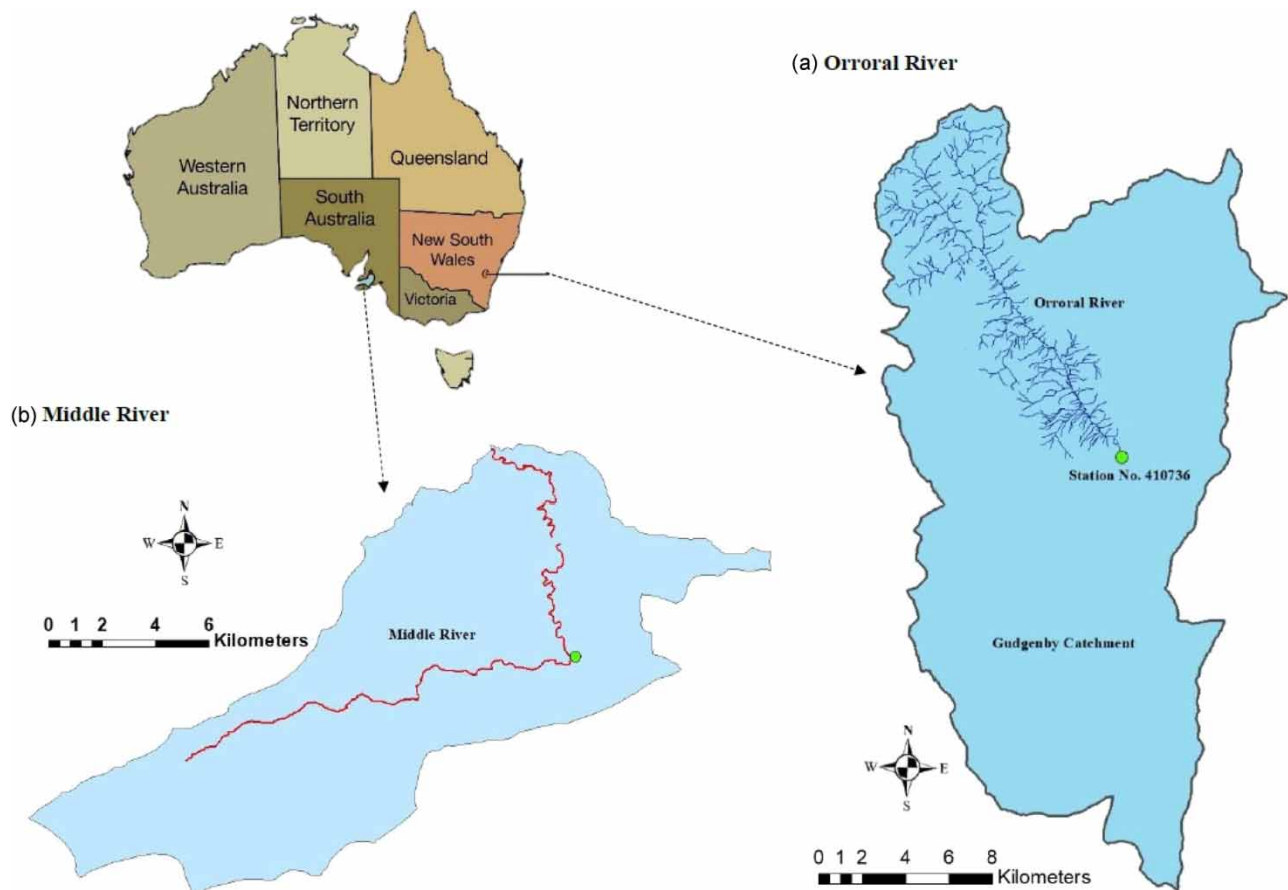 Northern
Territory
Western
Australia
Queensland
South
Australia
New South
Wales
Victoria
(a) Orroral River
Orroral River
Station No. 410736
Gudgenby Catchment
N
W E
S
0 1 2 4 6 8
Kilometers
(b) Middle River
N
W E
S
0 1 2 4 6
Kilometers
Middle River